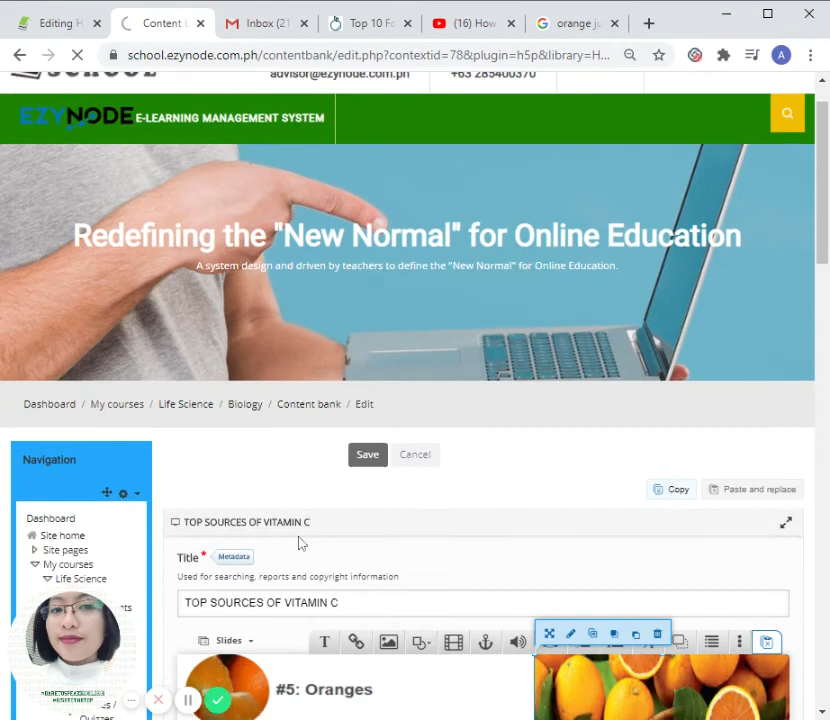 Editing H
Content b
Inbox (21
Top 10 Fo
(16) How
orange ju
school.ezynode.com.ph/contentbank/edit.php?contextid=78&plugin=h5p&library=H...
A
SCHOOL
advisor@ezynode.com.ph
+63 285400370
EZYNODE E-LEARNING MANAGEMENT SYSTEM
Redefining the "New Normal" for Online Education
A system design and driven by teachers to define the "New Normal" for Online Education.
Dashboard / My courses / Life Science / Biology / Content bank / Edit
Navigation
Save
Cancel
Copy
Paste and replace
Dashboard
Site home
Site pages
My courses
Life Science
TOP SOURCES OF VITAMIN C
Title * Metadata
Used for searching, reports and copyright information
TOP SOURCES OF VITAMIN C
Slides
T
#5: Oranges
Quizzes